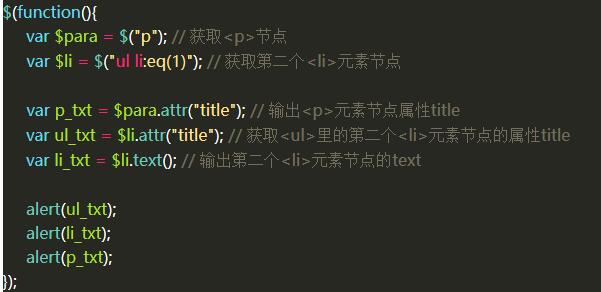 $(function(){
var $para = $("p"); // 获取<p>节点
var $li = $("ul li:eq(1)"); // 获取第二个<li>元素节点
var p_txt = $para.attr("title"); // 输出<p>元素节点属性title
var ul_txt = $li.attr("title"); // 获取<ul>里的第二个<li>元素节点的属性title
var li_txt = $li.text(); // 输出第二个<li>元素节点的text
alert(ul_txt);
alert(li_txt);
alert(p_txt);
});